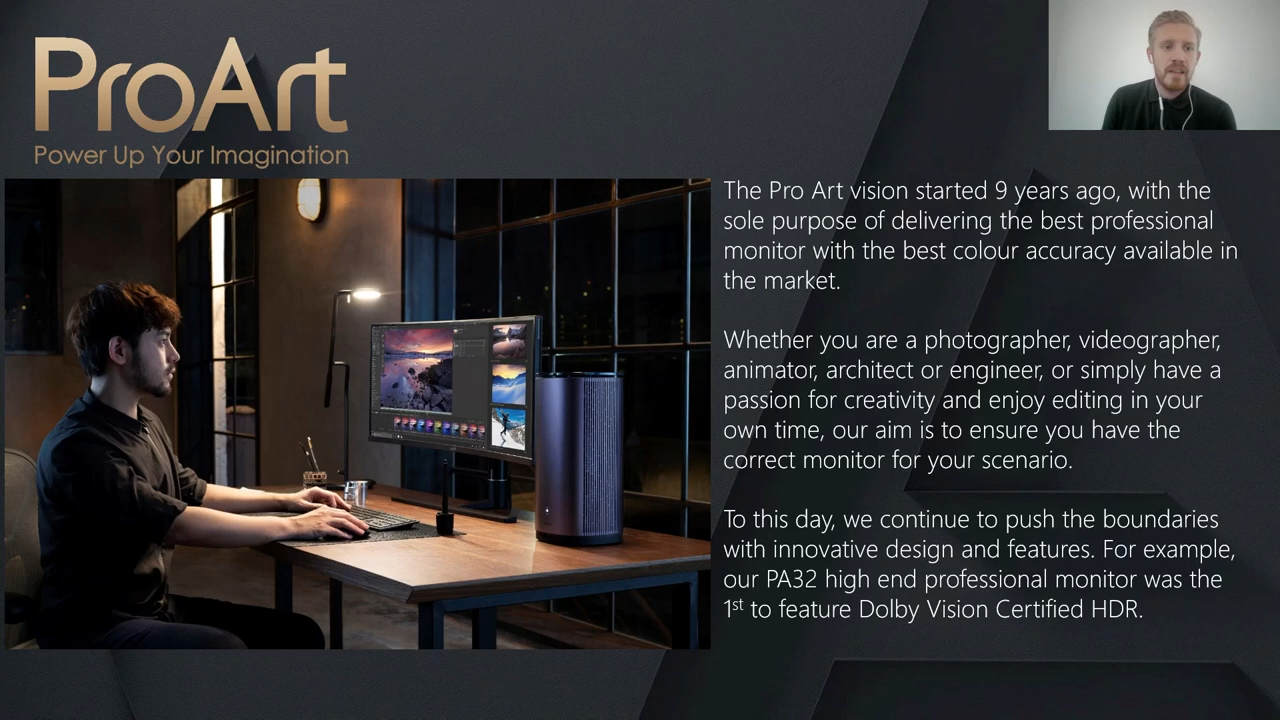 ProArt
Power Up Your Imagination
The Pro Art vision started 9 years ago, with the
sole purpose of delivering the best professional
monitor with the best colour accuracy available in
the market.
Whether you are a photographer, videographer,
animator, architect or engineer, or simply have a
passion for creativity and enjoy editing in your
own time, our aim is to ensure you have the
correct monitor for your scenario.
To this day, we continue to push the boundaries
with innovative design and features. For example,
our PA32 high end professional monitor was the
1st to feature Dolby Vision Certified HDR.